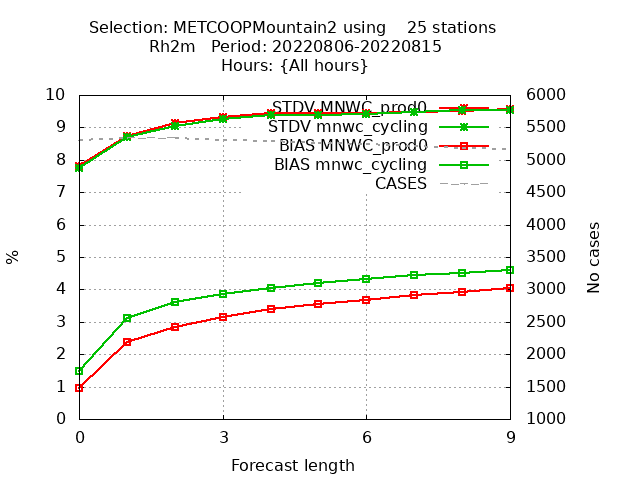 Selection: METCOOPMountain2 using    25 stations
Rh2m   Period: 20220806-20220815
Hours: {All hours}
STDV MNWC_prod0
STDV mnwc_cycling
BIAS MNWC_prod0
BIAS mnwc_cycling
CASES
10
9
8
7
6
5
4
3
2
1
0
%
6000
5500
5000
4500
4000
3500
3000
2500
2000
1500
1000
No cases
0 3 6 9
Forecast length